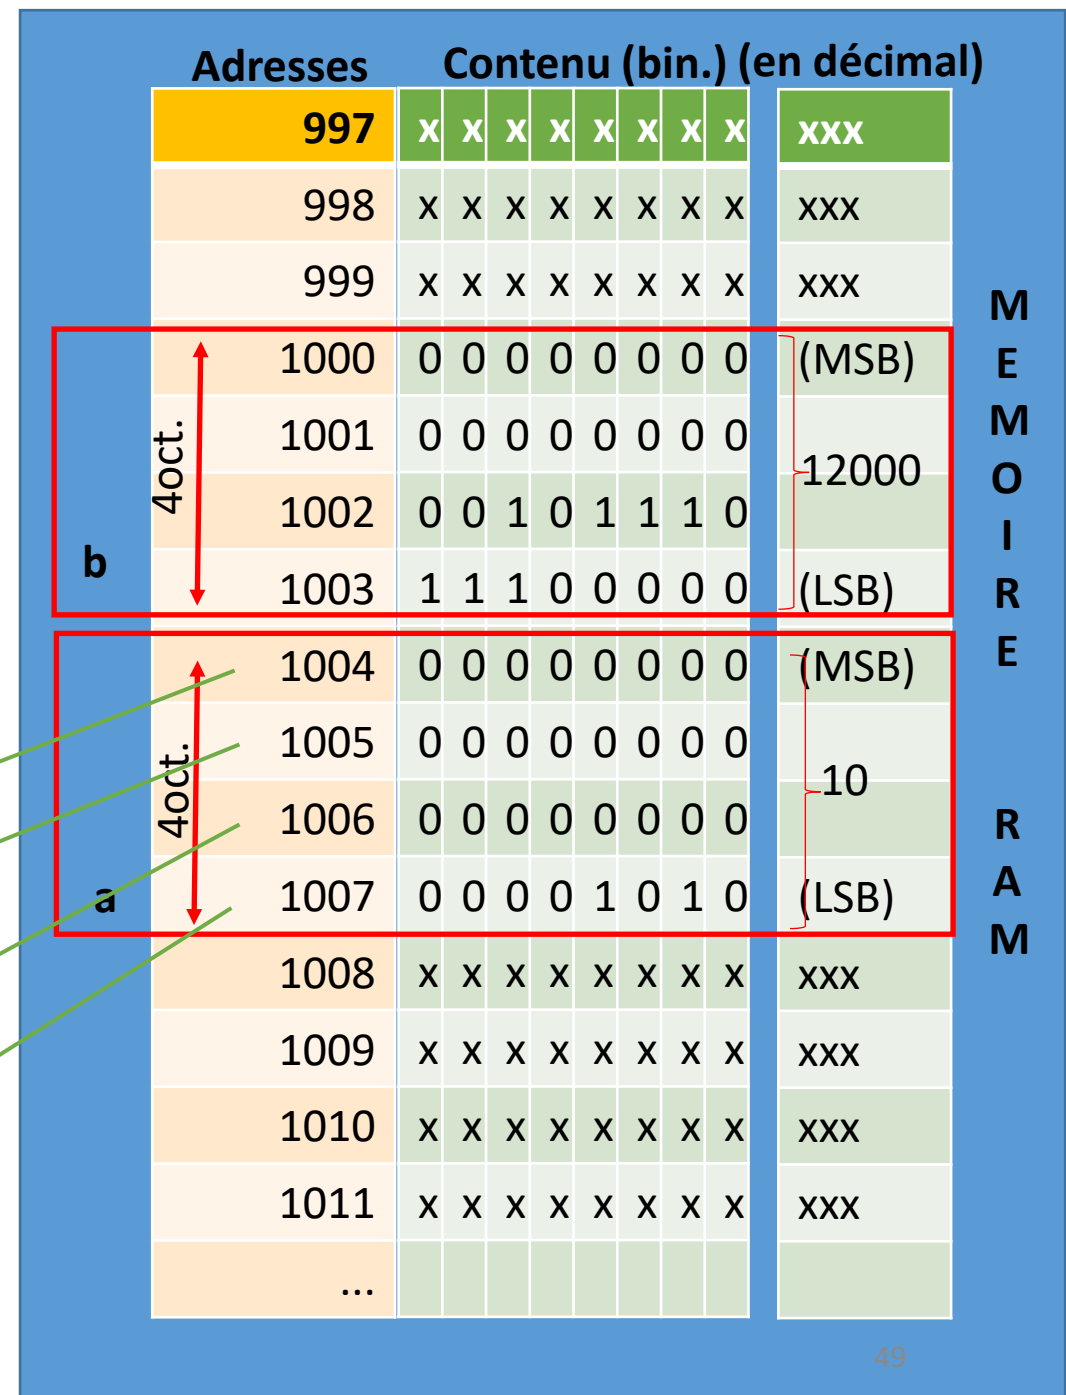 Adresses Contenu (bin.) (en décimal)
997 x x x x x x x x xxx
998 x x x x x x x x xxx
999 x x x x x x x x xxx
1000 0 0 0 0 0 0 0 0 (MSB)
1001 0 0 0 0 0 0 0 0
12000
1002 0 0 1 0 1 1 1 0
1003 1 1 1 0 0 0 0 0 (LSB)
4oct.
b
1004 0 0 0 0 0 0 0 0 (MSB)
1005 0 0 0 0 0 0 0 0
10
1006 0 0 0 0 0 0 0 0
1007 0 0 0 0 1 0 1 0 (LSB)
4oct.
a
1008 x x x x x x x x xxx
1009 x x x x x x x x xxx
1010 x x x x x x x x xxx
1011 x x x x x x x x xxx
...
MEMOIRE RAM
49